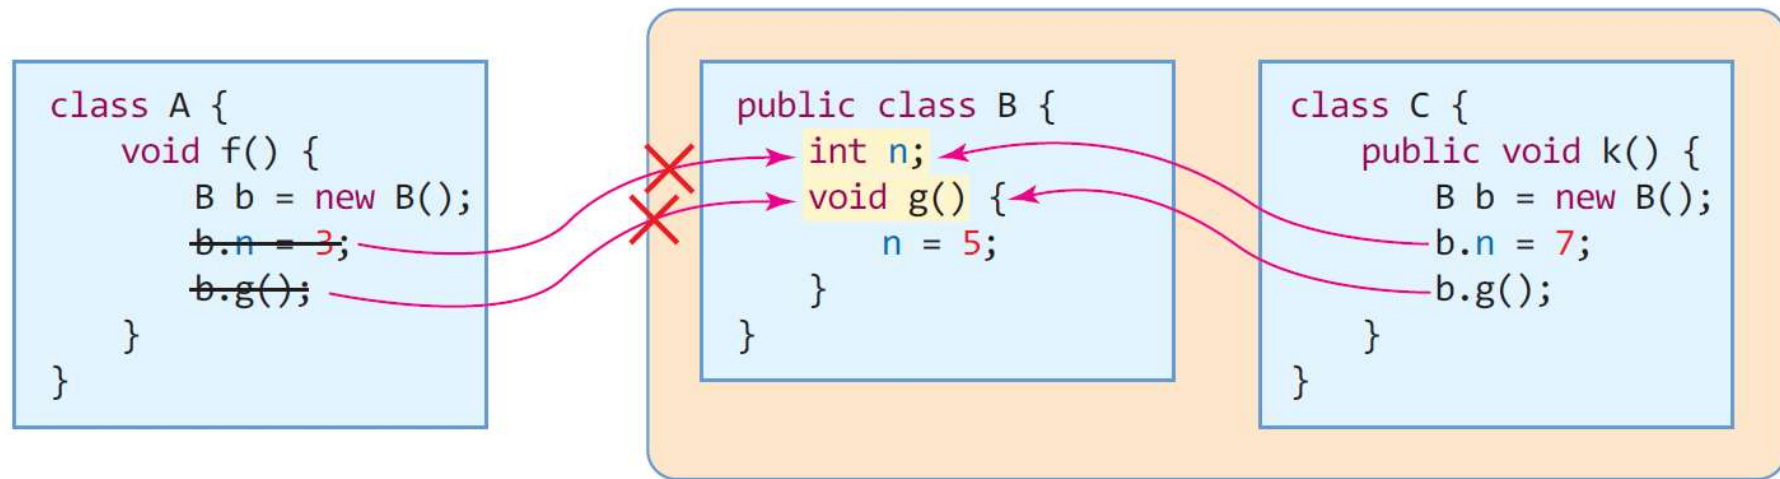 class A {
void f() {
B b = new B();
b.n = 3;
b.g();
}
}
public class B {
int n;
void g() {
n = 5;
}
}
class C {
public void k() {
B b = new B();
b.n = 7;
b.g();
}
}